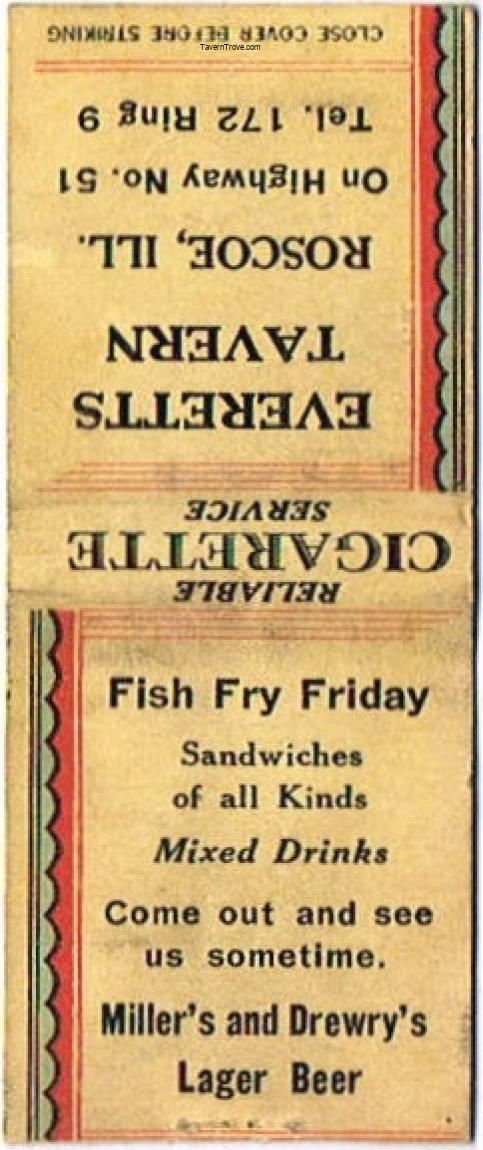 TavernTrove.com
RELIABLE
CIGARETTE
SERVICE
EVERETTS
TAVERN
ROSCOE, ILL.
On Highway No. 51
Tel. 172 Ring 9
CLOSE COVER BEFORE STRIKING
Fish Fry Friday
Sandwiches
of all Kinds
Mixed Drinks
Come out and see
us sometime.
Miller's and Drewry's
Lager Beer